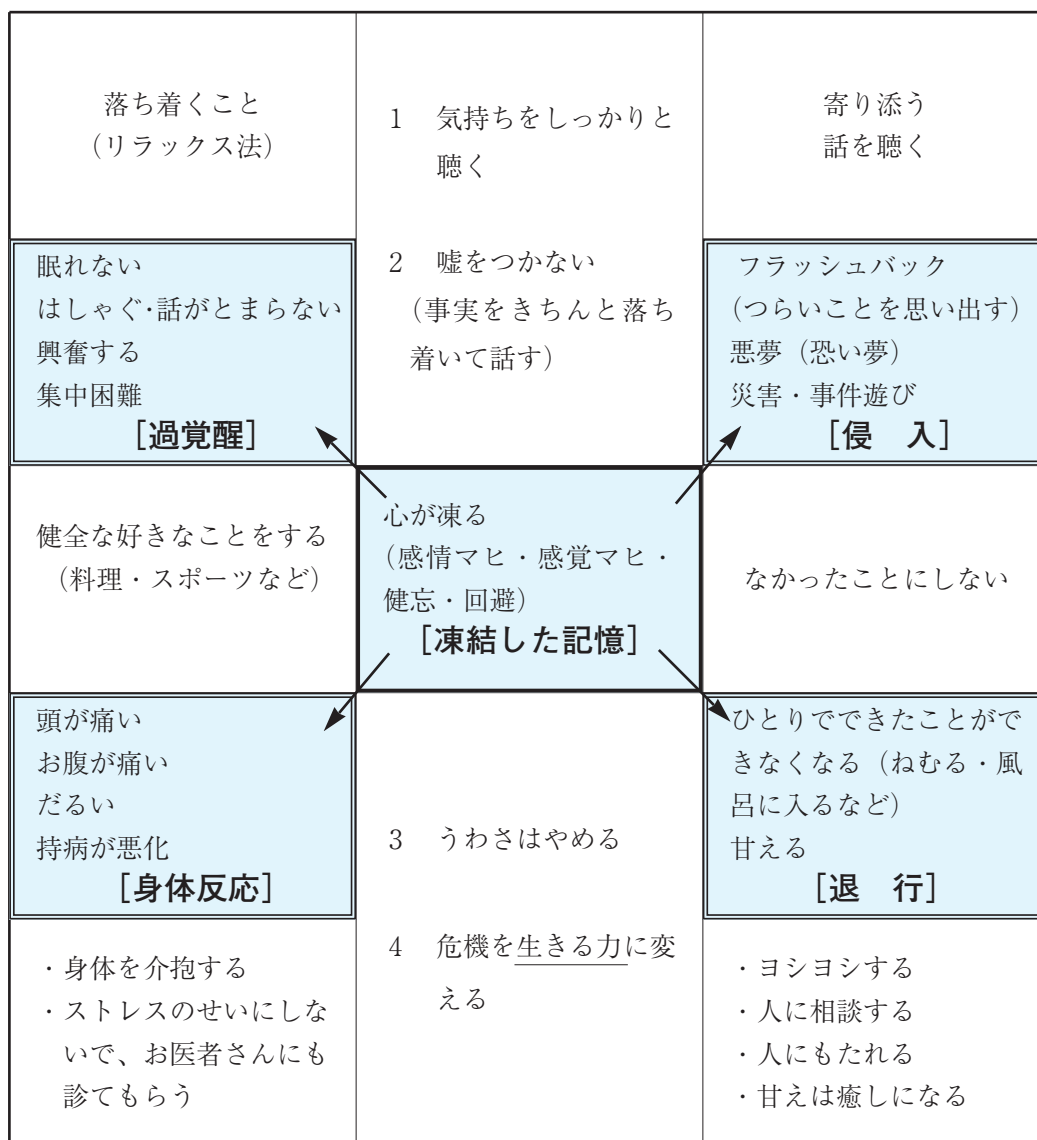 落ち着くこと
（リラックス法）
1　気持ちをしっかりと
聴く
寄り添う
話を聴く
眠れない
はしゃぐ・話がとまらない
興奮する
集中困難
［過覚醒］
2　嘘をつかない
（事実をきちんと落ち
着いて話す）
フラッシュバック
（つらいことを思い出す）
悪夢（恐い夢）
災害・事件遊び
［侵　入］
健全な好きなことをする
（料理・スポーツなど）
心が凍る
（感情マヒ・感覚マヒ・
健忘・回避）
［凍結した記憶］
なかったことにしない
頭が痛い
お腹が痛い
だるい
持病が悪化
［身体反応］
3　うわさはやめる
ひとりでできたことがで
きなくなる（ねむる・風
呂に入るなど）
甘える
［退　行］
・身体を介抱する
・ストレスのせいにしな
いで、お医者さんにも
診てもらう
4　危機を生きる力に変
える
・ヨシヨシする
・人に相談する
・人にもたれる
・甘えは癒しになる